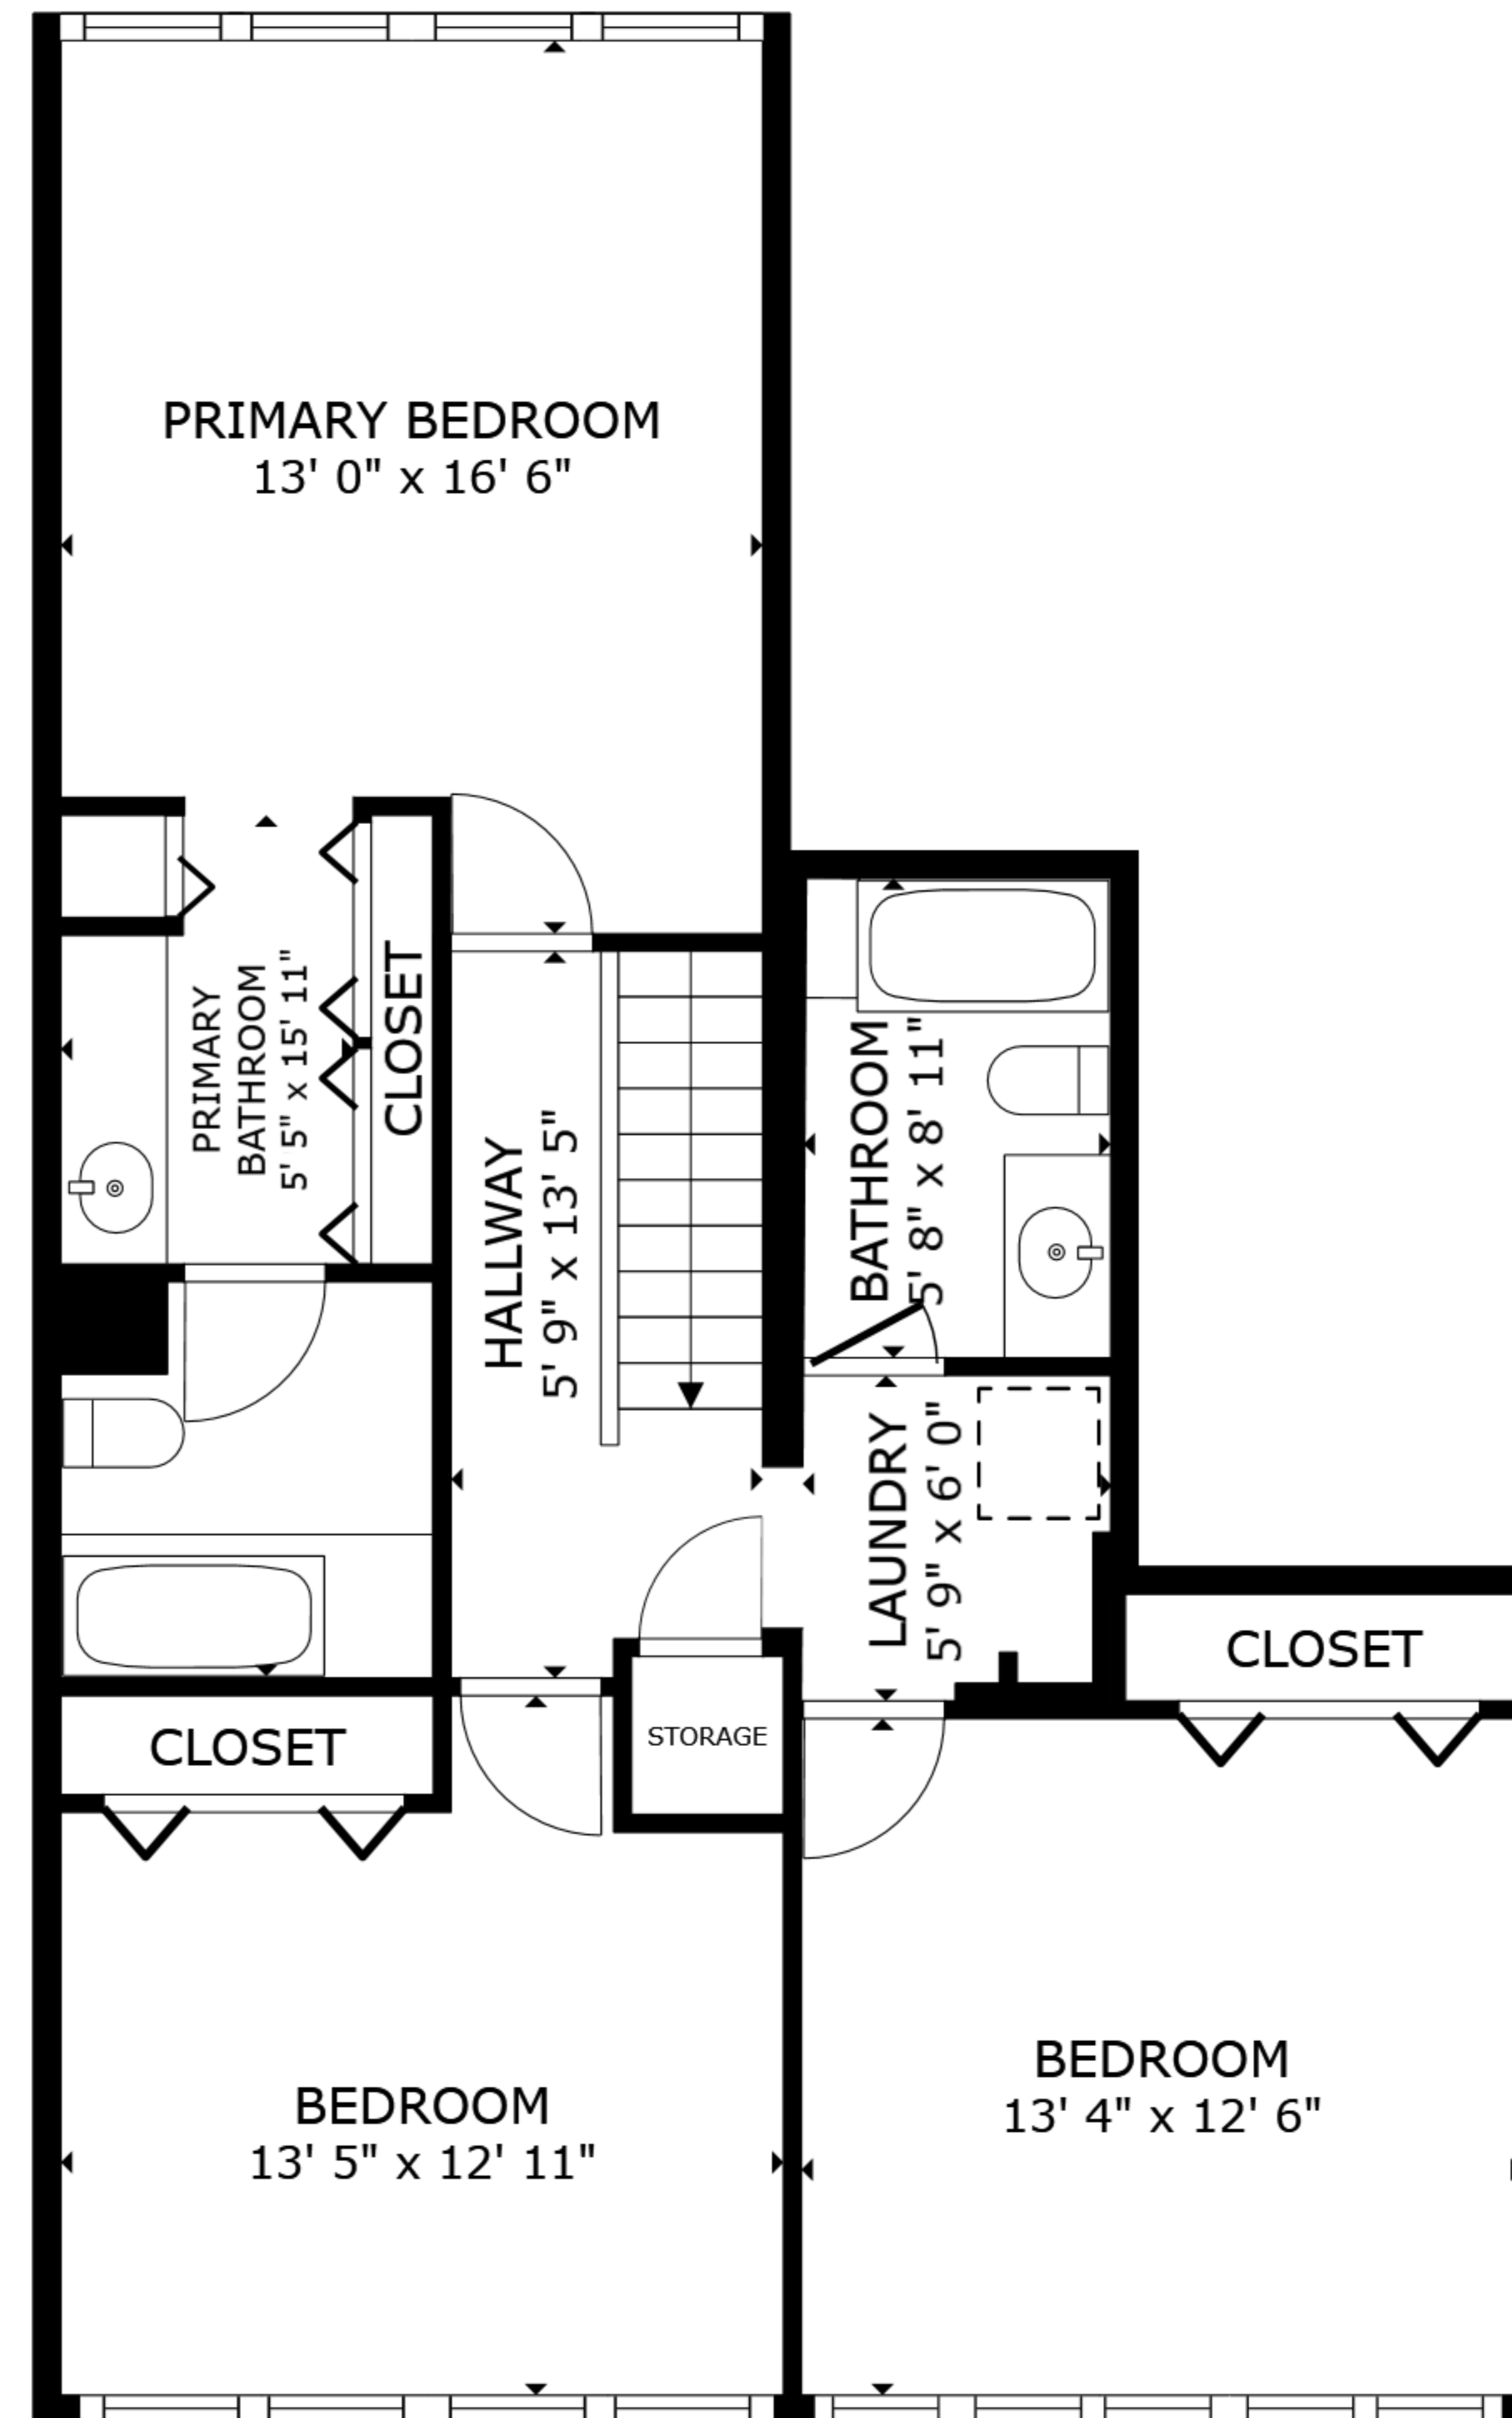 PRIMARY BEDROOM
13' 0" x 16' 6"
PRIMARY
BATHROOM
5' 5" x 15' 11"
CLOSET
HALLWAY
5' 9" x 13' 5"
BATHROOM
5' 8" x 8' 11"
LAUNDRY
5' 9" x 6' 0"
CLOSET
CLOSET
STORAGE
BEDROOM
13' 5" x 12' 11"
BEDROOM
13' 4" x 12' 6"